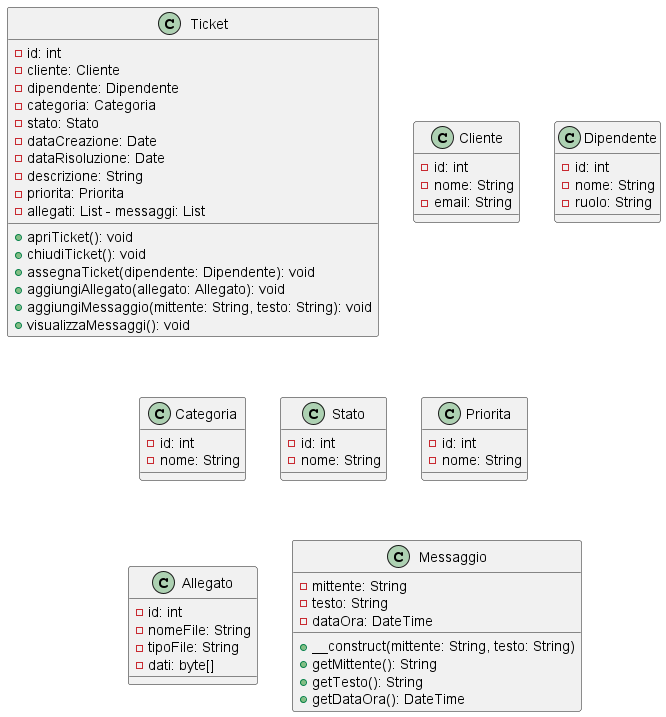 C Ticket
id: int
cliente: Cliente
dipendente: Dipendente
categoria: Categoria
stato: Stato
dataCreazione: Date
dataRisoluzione: Date
descrizione: String
priorita: Priorita
allegati: List - messaggi: List
apriTicket(): void
chiudiTicket(): void
assegnaTicket(dipendente: Dipendente): void
aggiungiAllegato(allegato: Allegato): void
aggiungiMessaggio(mittente: String, testo: String): void
visualizzaMessaggi(): void
C Cliente
id: int
nome: String
email: String
C Dipendente
id: int
nome: String
ruolo: String
C Categoria
id: int
nome: String
C Stato
id: int
nome: String
C Priorita
id: int
nome: String
C Allegato
id: int
nomeFile: String
tipoFile: String
dati: byte[]
C Messaggio
mittente: String
testo: String
dataOra: DateTime
__construct(mittente: String, testo: String)
getMittente(): String
getTesto(): String
getDataOra(): DateTime